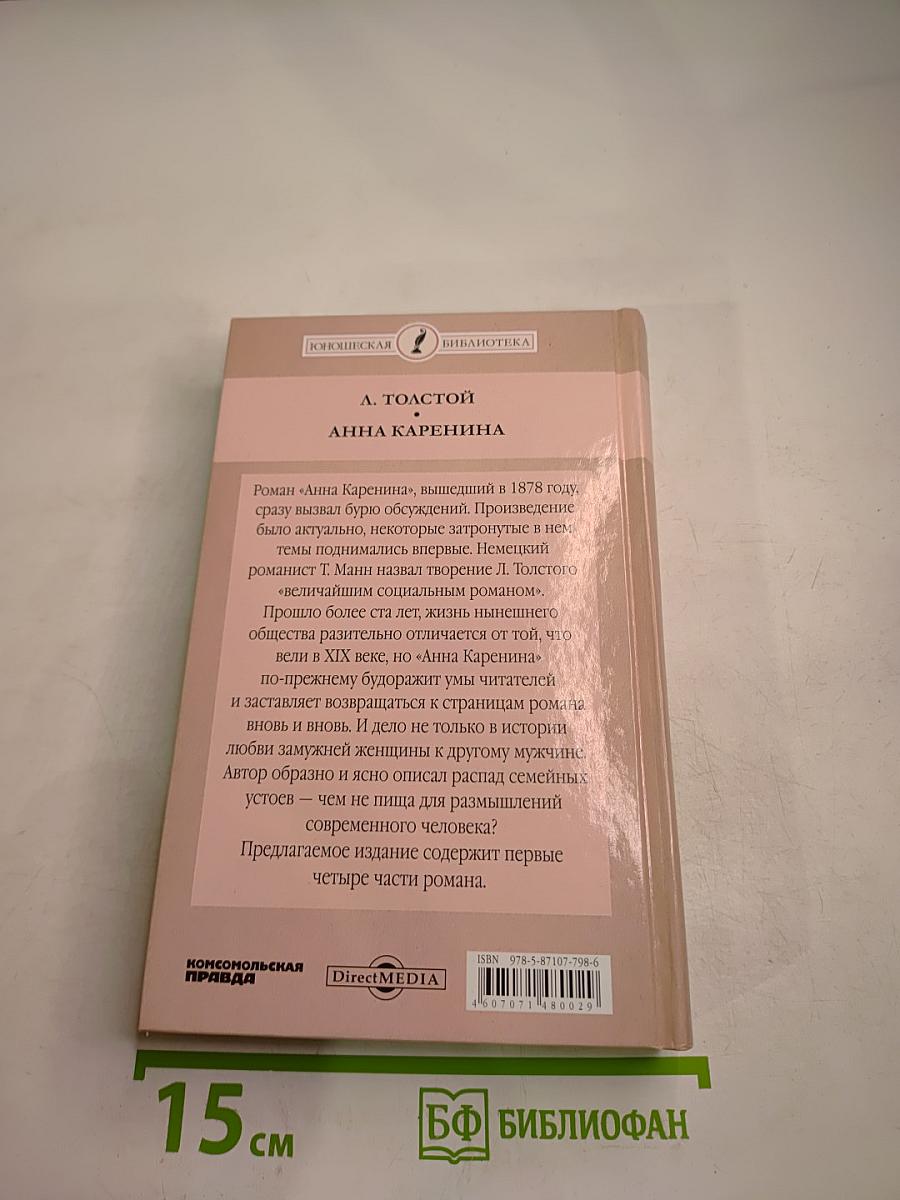 ЮНОШЕСКАЯ БИБЛИОТЕКА
Л. ТОЛСТОЙ
•
АННА КАРЕНИНА
Роман «Анна Каренина», вышедший в 1878 году,
сразу вызвал бурю обсуждений. Произведение
было актуально, некоторые затронутые в нем
темы поднимались впервые. Немецкий
романист Т. Манн назвал творение Л. Толстого
«величайшим социальным романом».
Прошло более ста лет, жизнь нынешнего
общества разительно отличается от той, что
вели в XIX веке, но «Анна Каренина»
по-прежнему будоражит умы читателей
и заставляет возвращаться к страницам романа
вновь и вновь. И дело не только в истории
любви замужней женщины к другому мужчине.
Автор образно и ясно описал распад семейных
устоев — чем не пища для размышлений
современного человека?
Предлагаемое издание содержит первые
четыре части романа.
КОМСОМОЛЬСКАЯ
ПРАВДА
DirectMEDIA
ISBN 978-5-87107-798-6
4 607071 480029
15 см
БФ БИБЛИОФАН